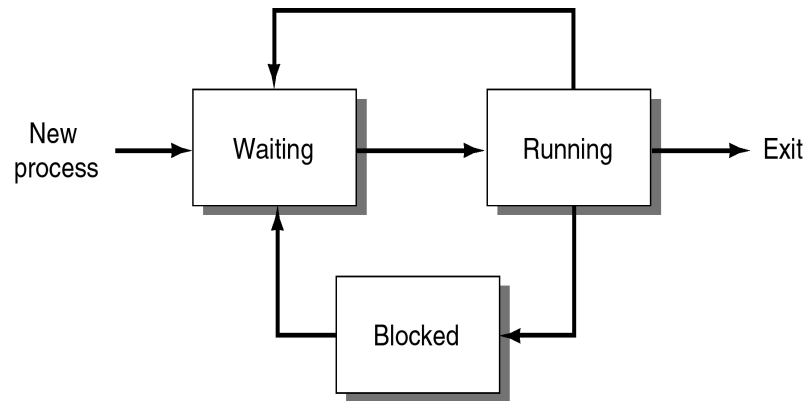 New
process
Waiting
Running
Exit
Blocked